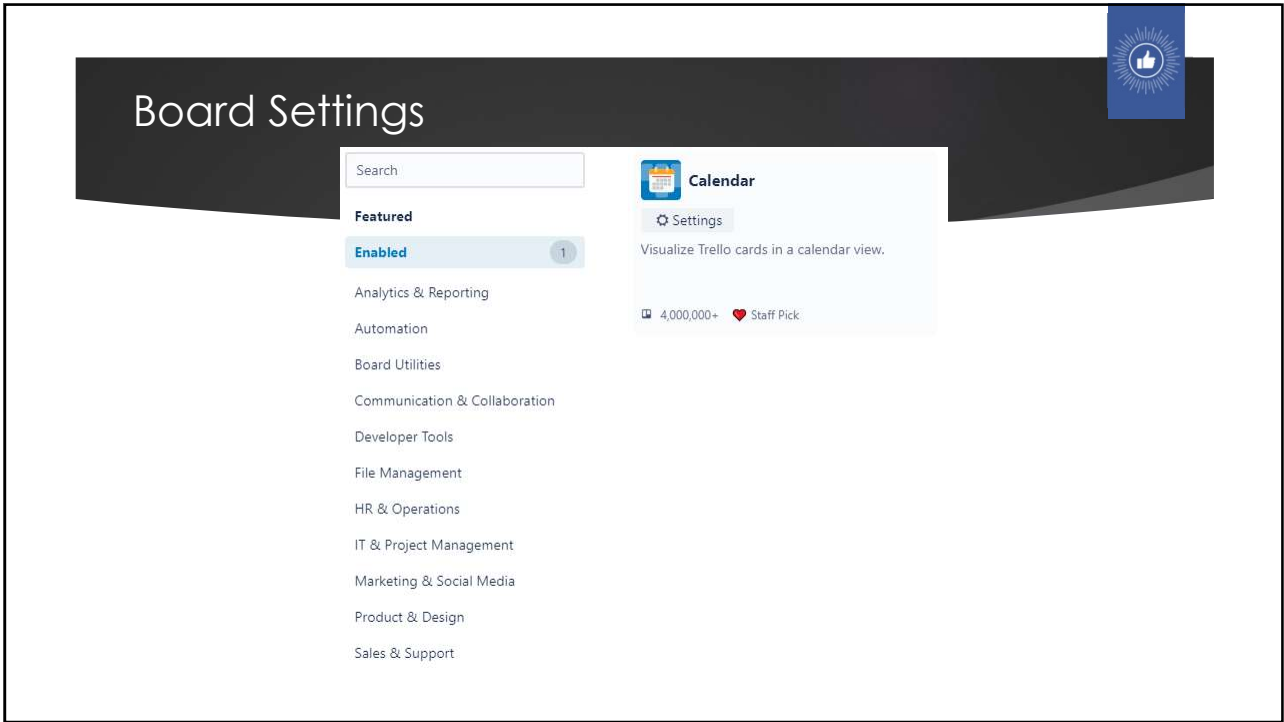 Board Settings
Search
Featured
Enabled 1
Analytics & Reporting
Automation
Board Utilities
Communication & Collaboration
Developer Tools
File Management
HR & Operations
IT & Project Management
Marketing & Social Media
Product & Design
Sales & Support
Calendar
Settings
Visualize Trello cards in a calendar view.
4,000,000+ Staff Pick